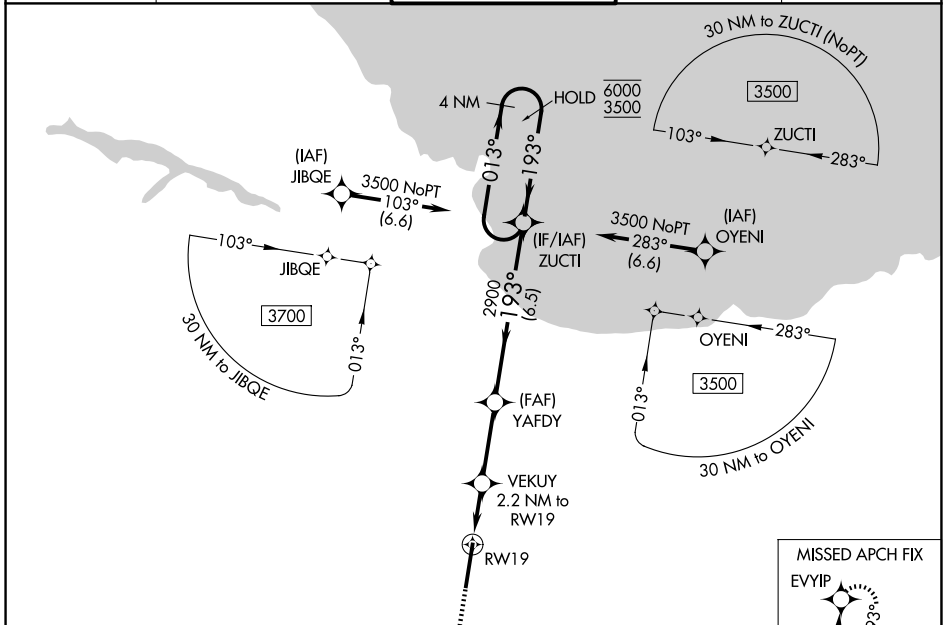 30 NM to ZUCTI (NoPT)
3500
103°
ZUCTI
283°
4 NM
HOLD
6000
3500
013°
193°
(IAF)
JIBQE
3500 NoPT
103°
(6.6)
(IF/IAF)
ZUCTI
3500 NoPT
283°
(6.6)
(IAF)
OYENI
103°
JIBQE
3700
013°
30 NM to JIBQE
2900
193°
(6.5)
OYENI
283°
3500
013°
30 NM to OYENI
(FAF)
YAFDY
VEKUY
2.2 NM to
RW19
RW19
MISSED APCH FIX
EVYIP